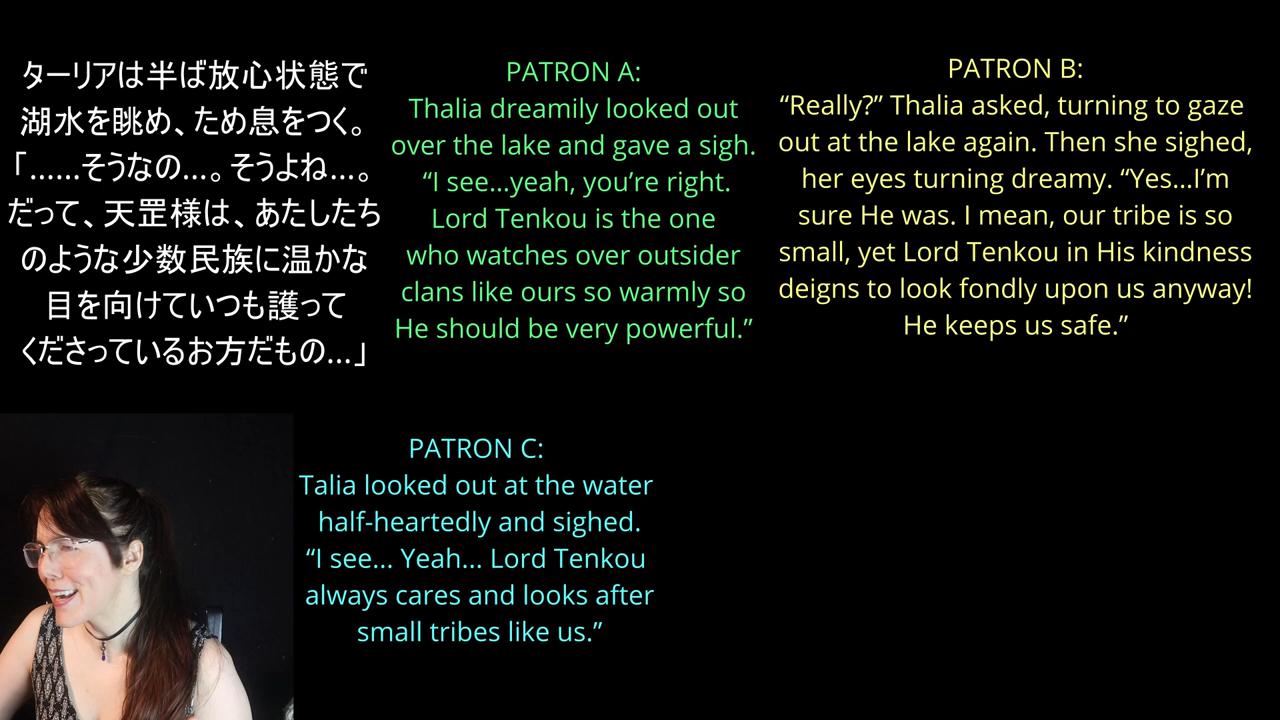 ターリアは半ば放心状態で
湖水を眺め、ため息をつく。
「……そうなの…。そうよね…。
だって、天罡様は、あたしたち
のような少数民族に温かな
目を向けていつも護って
くださっているお方だもの…」
PATRON A:
Thalia dreamily looked out
over the lake and gave a sigh.
“I see...yeah, you’re right.
Lord Tenkou is the one
who watches over outsider
clans like ours so warmly so
He should be very powerful.”
PATRON B:
“Really?” Thalia asked, turning to gaze
out at the lake again. Then she sighed,
her eyes turning dreamy. “Yes...I’m
sure He was. I mean, our tribe is so
small, yet Lord Tenkou in His kindness
deigns to look fondly upon us anyway!
He keeps us safe.”
PATRON C:
Talia looked out at the water
half-heartedly and sighed.
“I see... Yeah... Lord Tenkou
always cares and looks after
small tribes like us.”